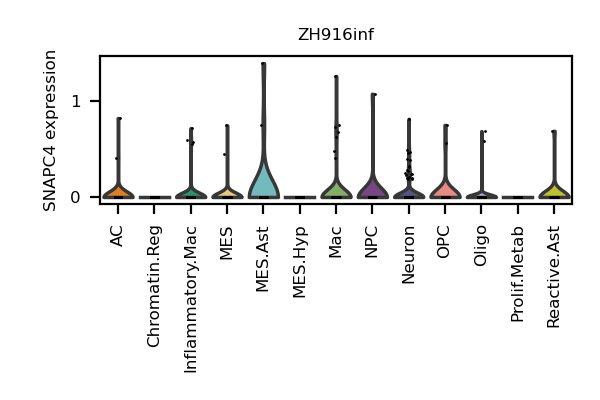 ZH916inf
SNAPC4 expression
1
0
AC
Chromatin.Reg
Inflammatory.Mac
MES
MES.Ast
MES.Hyp
Mac
NPC
Neuron
OPC
Oligo
Prolif.Metab
Reactive.Ast